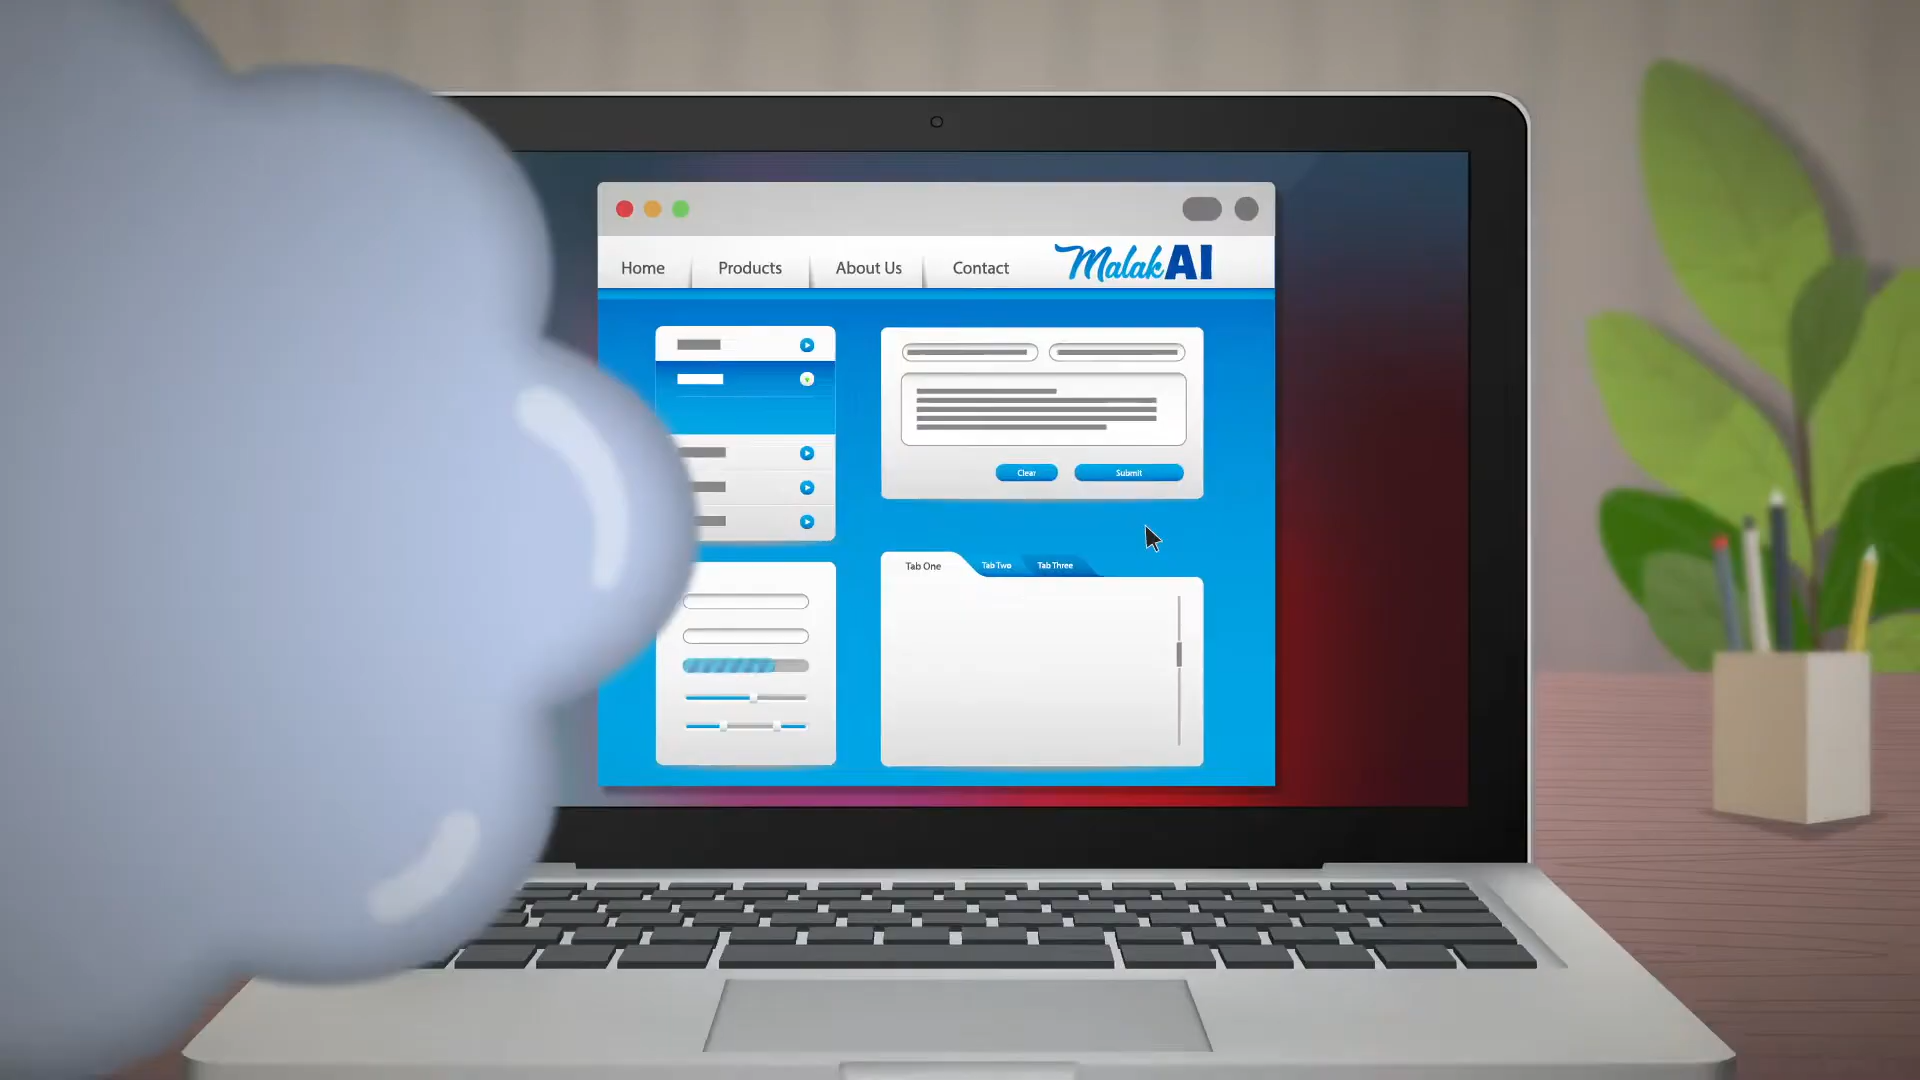 Home Products About Us Contact MalakAI
Clear Submit
Tab One Tab Two Tab Three